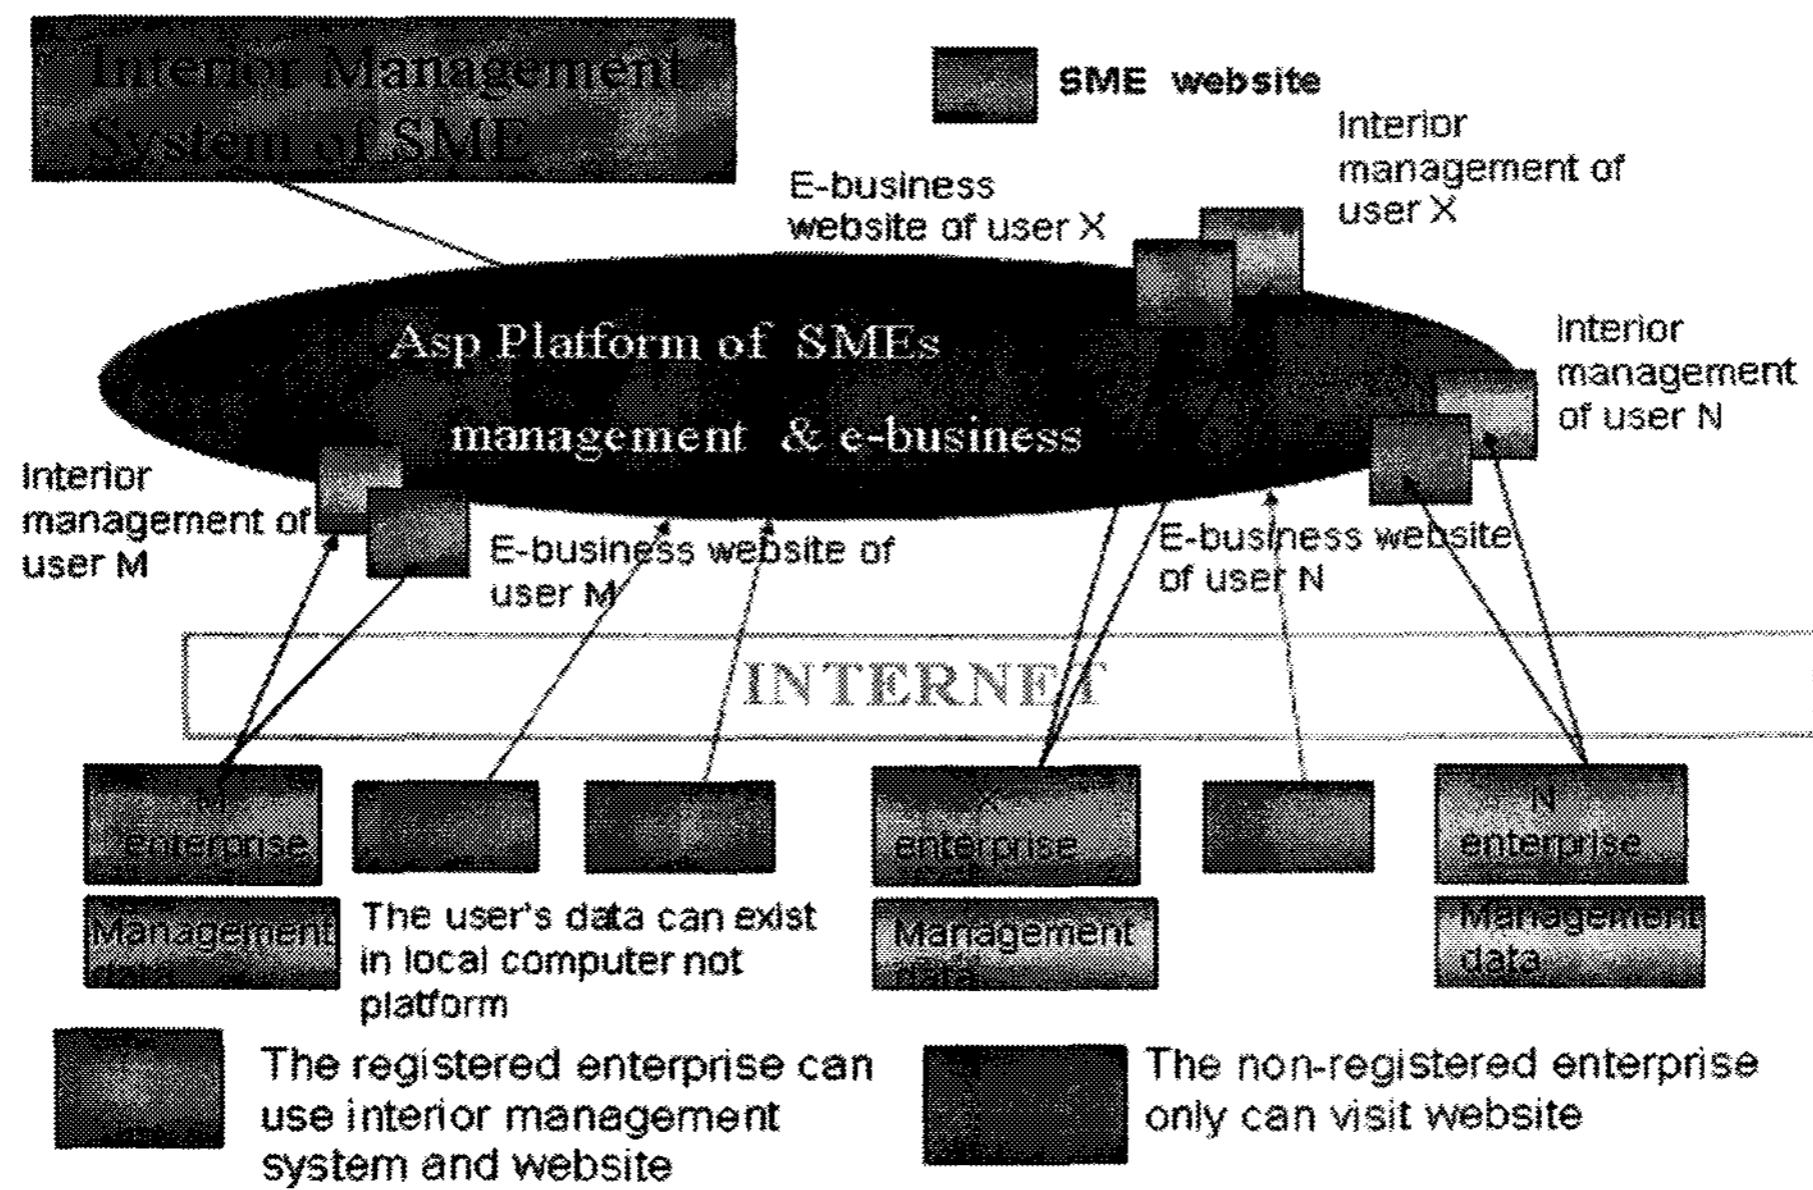 Interior Management
System of SME
SME website
Interior
management of
user X
E-business
website of user X
Asp Platform of SMEs
management & e-business
Interior
management
of user N
Interior
management of
user M
E-business website of
user M
E-business website
of user N
INTERNET
M
enterprise
X
enterprise
N
enterprise
Management
data
The user's data can exist
in local computer not
platform
Management
data
Management
data
The registered enterprise can
use interior management
system and website
The non-registered enterprise
only can visit website